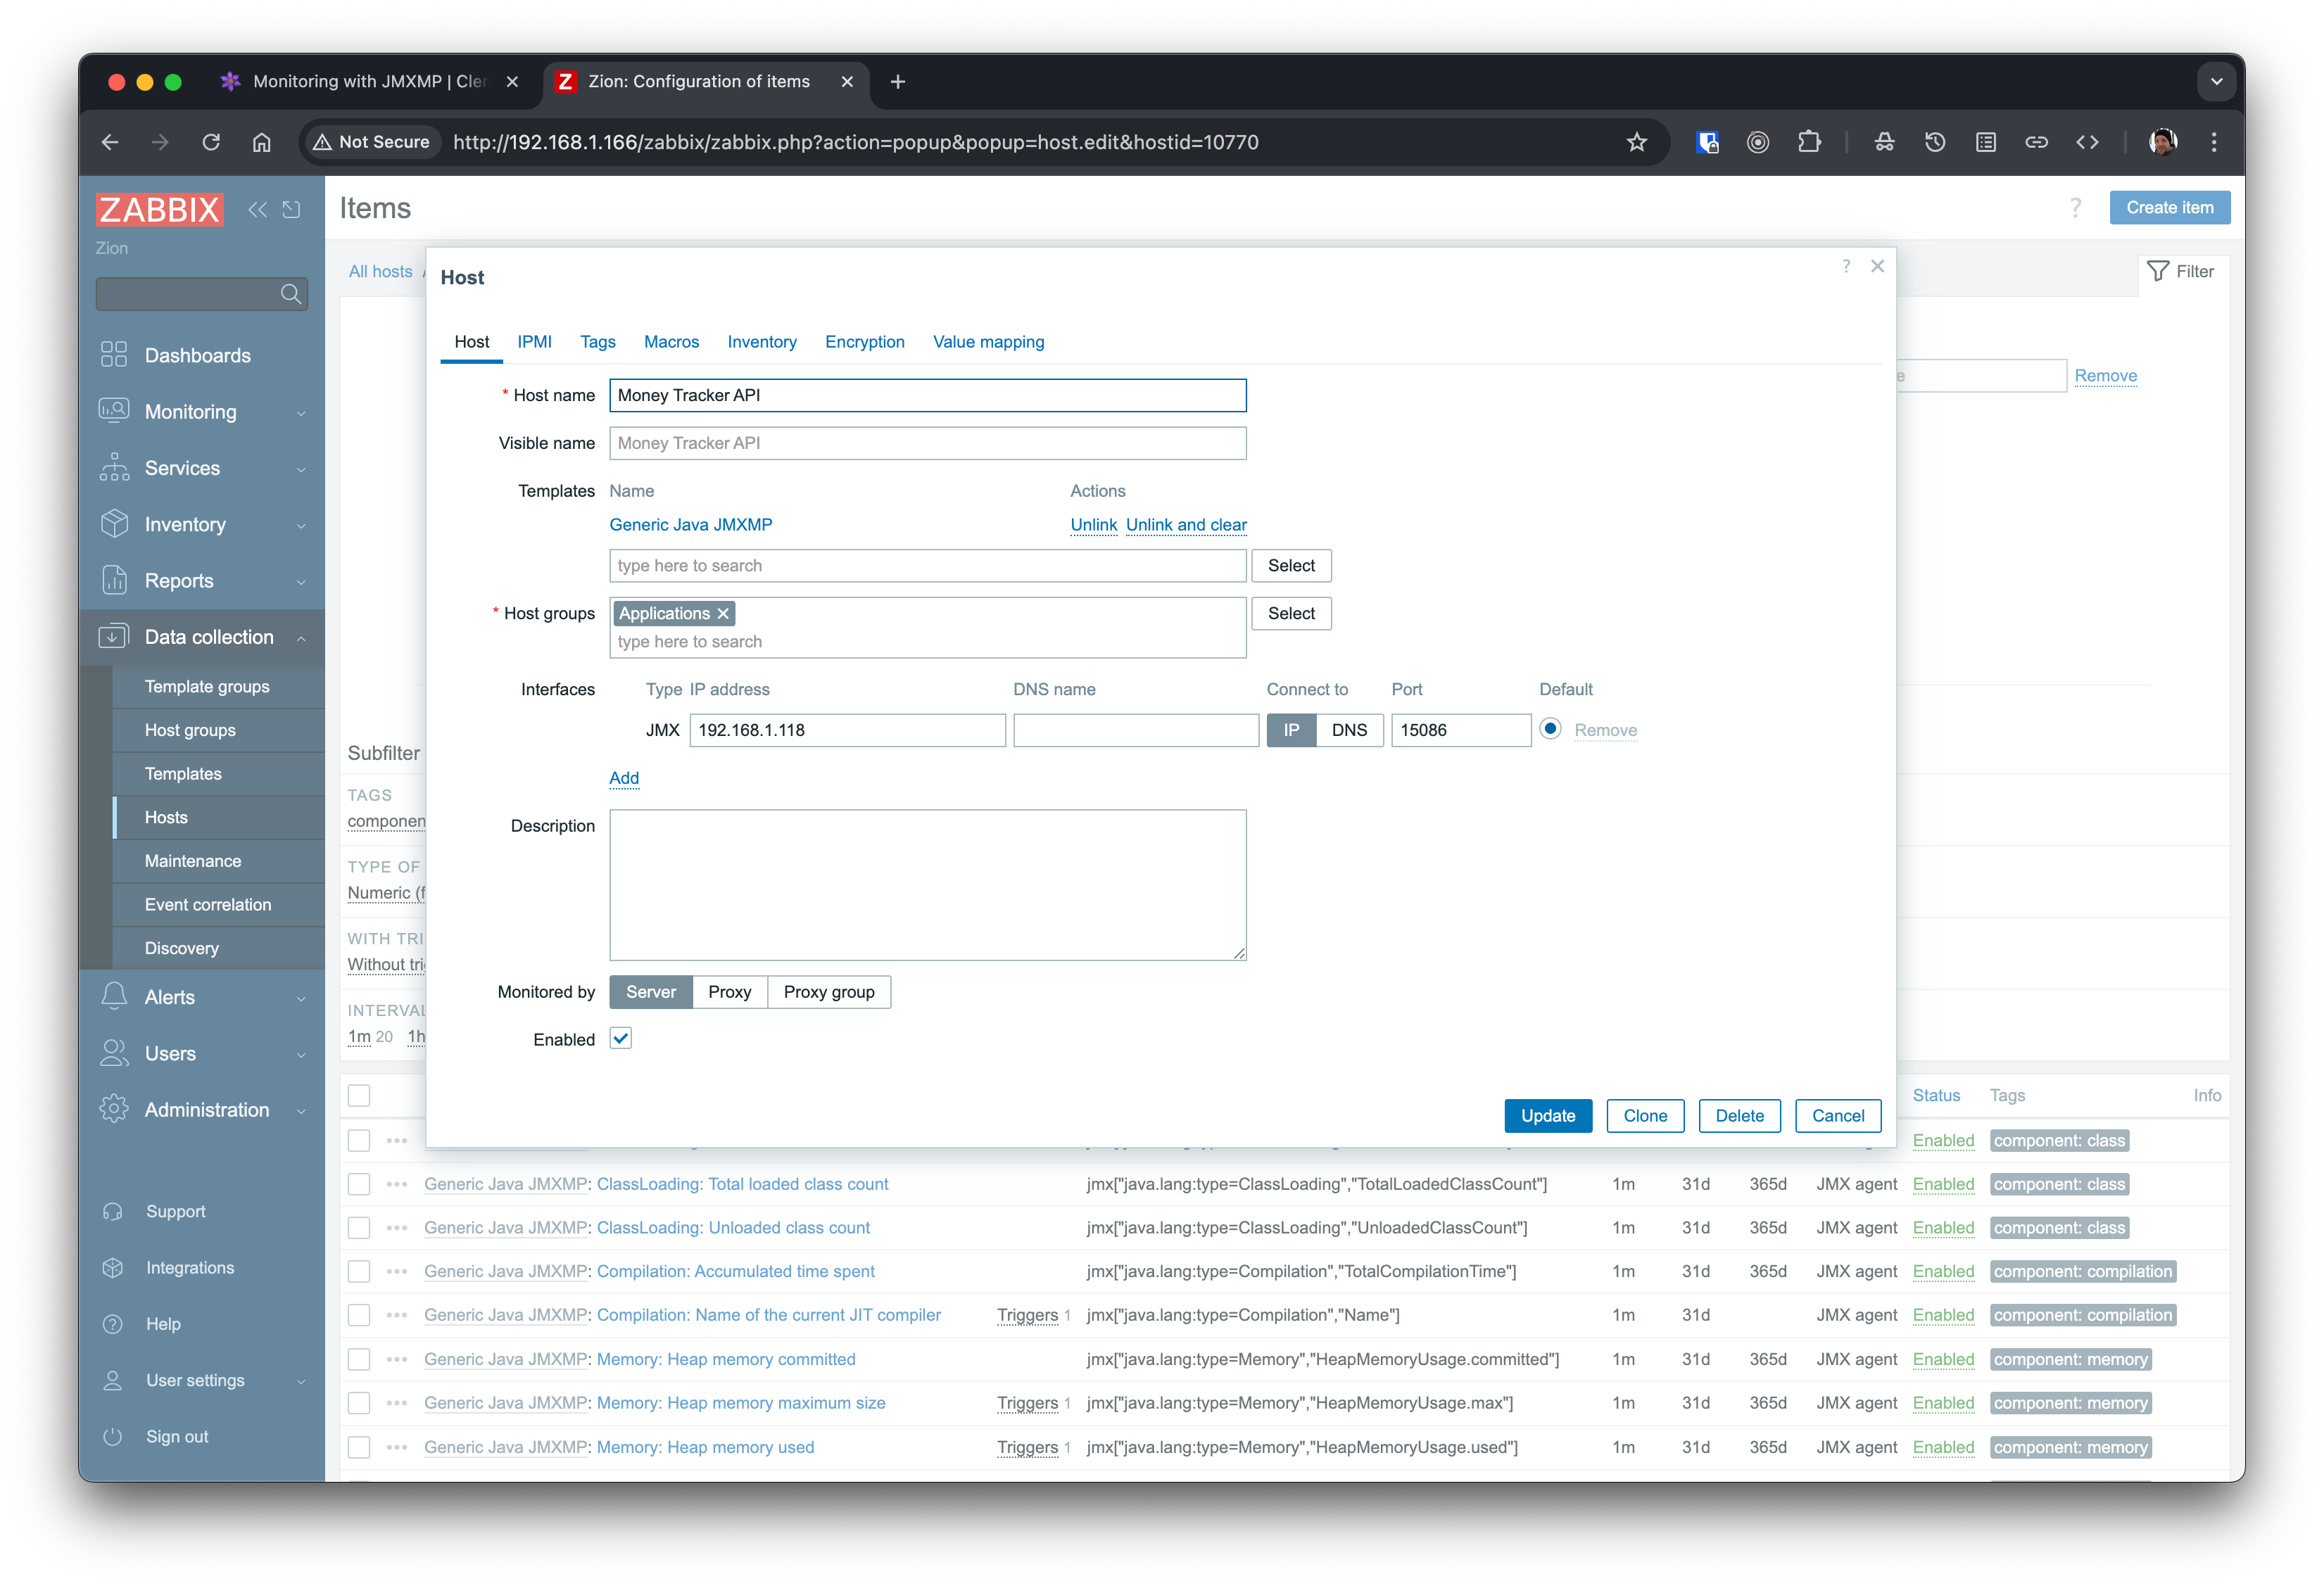 Monitoring with JMXMP | Cle
Zion: Configuration of items
Not Secure http://192.168.1.166/zabbix/zabbix.php?action=popup&popup=host.edit&hostid=10770
ZABBIX
Zion
Dashboards
Monitoring
Services
Inventory
Reports
Data collection
Template groups
Host groups
Templates
Hosts
Maintenance
Event correlation
Discovery
Alerts
Users
Administration
Support
Integrations
Help
User settings
Sign out
Items
? Create item
All hosts /
Filter
Remove
Subfilter
TAGS
componen
TYPE OF
Numeric (f
WITH TRI
Without tri
INTERVAL
1m 20 1h
Host
?
Host IPMI Tags Macros Inventory Encryption Value mapping
* Host name Money Tracker API
Visible name Money Tracker API
Templates Name Actions
Generic Java JMXMP Unlink Unlink and clear
type here to search Select
* Host groups Applications Select
type here to search
Interfaces Type IP address DNS name Connect to Port Default
JMX 192.168.1.118 IP DNS 15086 Remove
Add
Description
Monitored by Server Proxy Proxy group
Enabled
Update Clone Delete Cancel
Status Tags Info
Enabled component: class
Generic Java JMXMP: ClassLoading: Total loaded class count jmx["java.lang:type=ClassLoading","TotalLoadedClassCount"] 1m 31d 365d JMX agent Enabled component: class
Generic Java JMXMP: ClassLoading: Unloaded class count jmx["java.lang:type=ClassLoading","UnloadedClassCount"] 1m 31d 365d JMX agent Enabled component: class
Generic Java JMXMP: Compilation: Accumulated time spent jmx["java.lang:type=Compilation","TotalCompilationTime"] 1m 31d 365d JMX agent Enabled component: compilation
Generic Java JMXMP: Compilation: Name of the current JIT compiler Triggers 1 jmx["java.lang:type=Compilation","Name"] 1m 31d JMX agent Enabled component: compilation
Generic Java JMXMP: Memory: Heap memory committed jmx["java.lang:type=Memory","HeapMemoryUsage.committed"] 1m 31d 365d JMX agent Enabled component: memory
Generic Java JMXMP: Memory: Heap memory maximum size Triggers 1 jmx["java.lang:type=Memory","HeapMemoryUsage.max"] 1m 31d 365d JMX agent Enabled component: memory
Generic Java JMXMP: Memory: Heap memory used Triggers 1 jmx["java.lang:type=Memory","HeapMemoryUsage.used"] 1m 31d 365d JMX agent Enabled component: memory